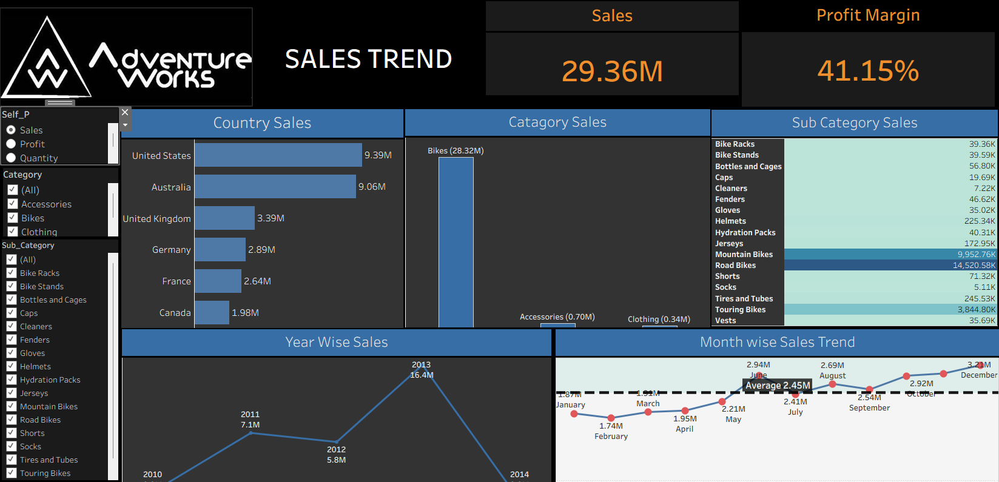 Adventure
Works
SALES TREND
Sales
29.36M
Profit Margin
41.15%
Self_P
Sales
Profit
Quantity
Category
(All)
Accessories
Bikes
Clothing
Sub_Category
(All)
Bike Racks
Bike Stands
Bottles and Cages
Caps
Cleaners
Fenders
Gloves
Helmets
Hydration Packs
Jerseys
Mountain Bikes
Road Bikes
Shorts
Socks
Tires and Tubes
Touring Bikes
Country Sales
United States 9.39M
Australia 9.06M
United Kingdom 3.39M
Germany 2.89M
France 2.64M
Canada 1.98M
Catagory Sales
Bikes (28.32M)
Accessories (0.70M)
Clothing (0.34M)
Sub Category Sales
Bike Racks 39.36K
Bike Stands 39.59K
Bottles and Cages 56.80K
Caps 19.69K
Cleaners 7.22K
Fenders 46.62K
Gloves 35.02K
Helmets 225.34K
Hydration Packs 40.31K
Jerseys 172.95K
Mountain Bikes 9,952.76K
Road Bikes 14,520.58K
Shorts 71.32K
Socks 5.11K
Tires and Tubes 245.53K
Touring Bikes 3,844.80K
Vests 35.69K
Year Wise Sales
2010
2011
7.1M
2012
5.8M
2013
16.4M
2014
Month wise Sales Trend
1.87M
January
1.74M
February
1.91M
March
1.95M
April
2.21M
May
2.94M
June
Average 2.45M
2.41M
July
2.69M
August
2.54M
September
2.92M
October
3.21M
December